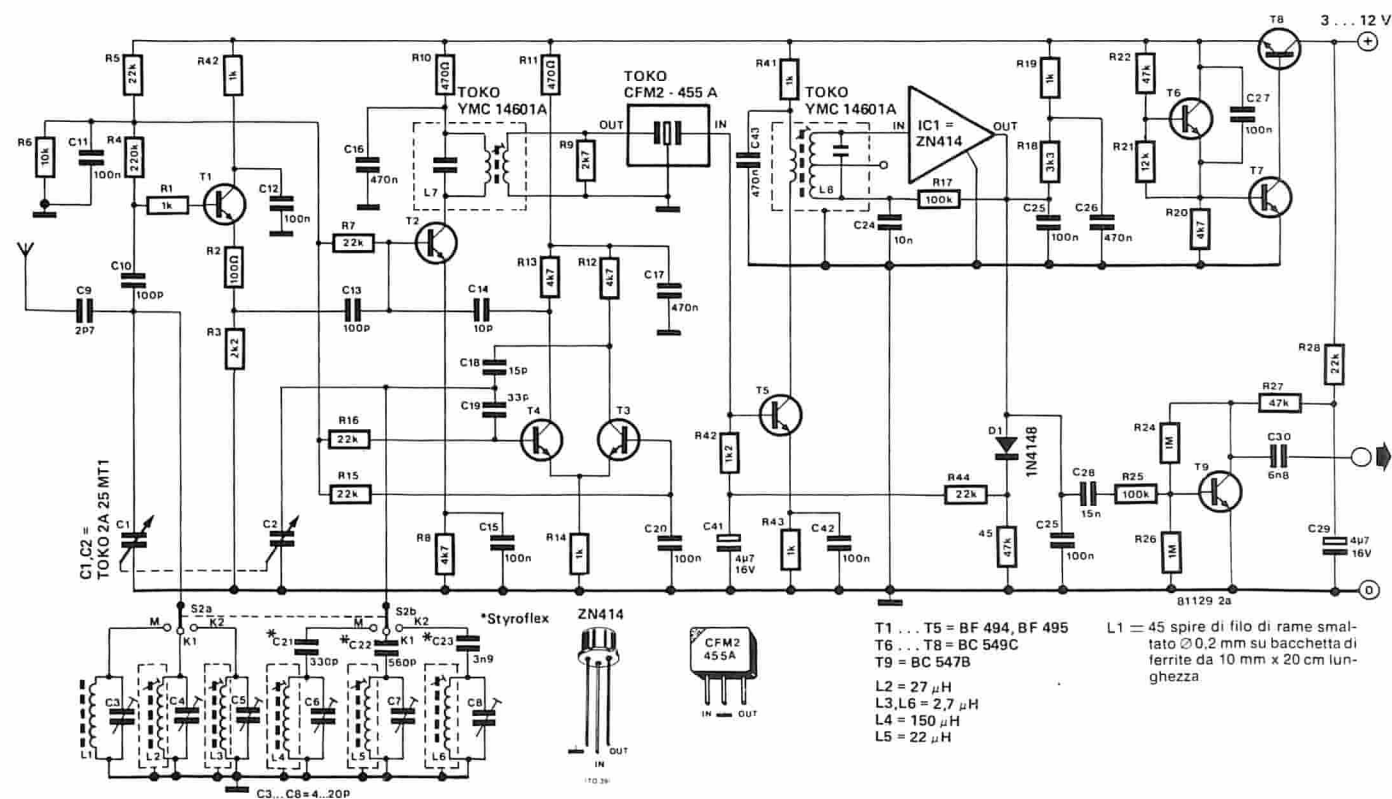 3 ... 12 V
T8
R5
22k
R42
1k
R10
470Ω
R11
470Ω
TOKO
YMC 14601A
TOKO
CFM2 - 455 A
OUT
IN
R41
1k
TOKO
YMC 14601A
IN
IC1 =
ZN414
OUT
R19
1k
R22
47k
T6
C27
100n
R6
10k
C11
100n
R4
220k
R1
1k
T1
C12
100n
C16
470n
L7
R9
2k7
C43
470n
L8
R17
100k
R18
3k3
R21
12k
T7
R2
100Ω
R7
22k
T2
C24
10n
C25
100n
C26
470n
R20
4k7
C10
100p
C9
2P7
R3
2k2
C13
100p
C14
10p
R13
4k7
R12
4k7
C17
470n
C18
15p
C19
33p
R28
22k
R27
47k
R16
22k
T4
T3
T5
R42
1k2
D1
1N4148
R24
1M
C30
6n8
R15
22k
R44
22k
C28
15n
R25
100k
T9
C1,C2 =
TOKO 2A 25 MT1
C1
C2
R8
4k7
C15
100n
R14
1k
C20
100n
C41
4µ7
16V
R43
1k
C42
100n
45
47k
C25
100n
R26
1M
C29
4µ7
16V
0
81129 2a
S2a
M
K2
K1
S2b
M
K2
K1
*Styroflex
*C21
330p
*C22
560p
*C23
3n9
ZN414
OUT
IN
(TO 39)
CFM2
455A
IN
OUT
L1
C3
L2
C4
L3
C5
L4
C6
L5
C7
L6
C8
C3...C8=4...20p
T1 ... T5 = BF 494, BF 495
T6 ... T8 = BC 549C
T9 = BC 547B
L2 = 27 µH
L3,L6 = 2,7 µH
L4 = 150 µH
L5 = 22 µH
L1 = 45 spire di filo di rame smal-
tato Ø 0,2 mm su bacchetta di
ferrite da 10 mm x 20 cm lun-
ghezza